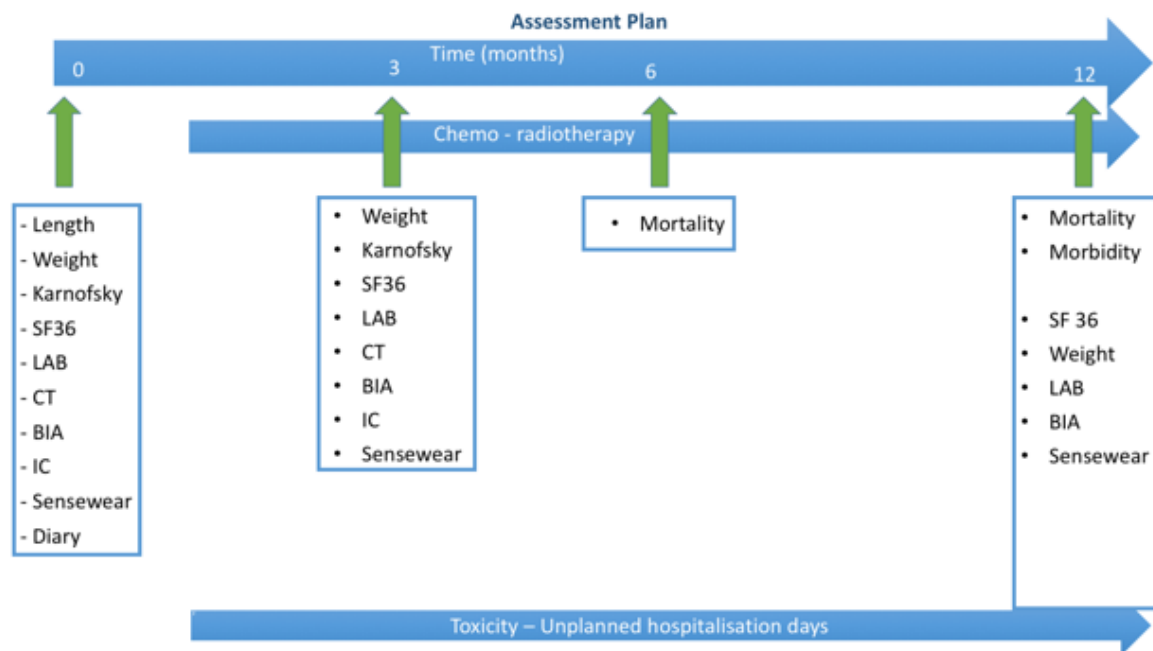 Assessment Plan
Time (months)
0
3
6
12
Chemo - radiotherapy
- Length
- Weight
- Karnofsky
- SF36
- LAB
- CT
- BIA
- IC
- Sensewear
- Diary
• Weight
• Karnofsky
• SF36
• LAB
• CT
• BIA
• IC
• Sensewear
• Mortality
• Mortality
• Morbidity
• SF 36
• Weight
• LAB
• BIA
• Sensewear
Toxicity – Unplanned hospitalisation days